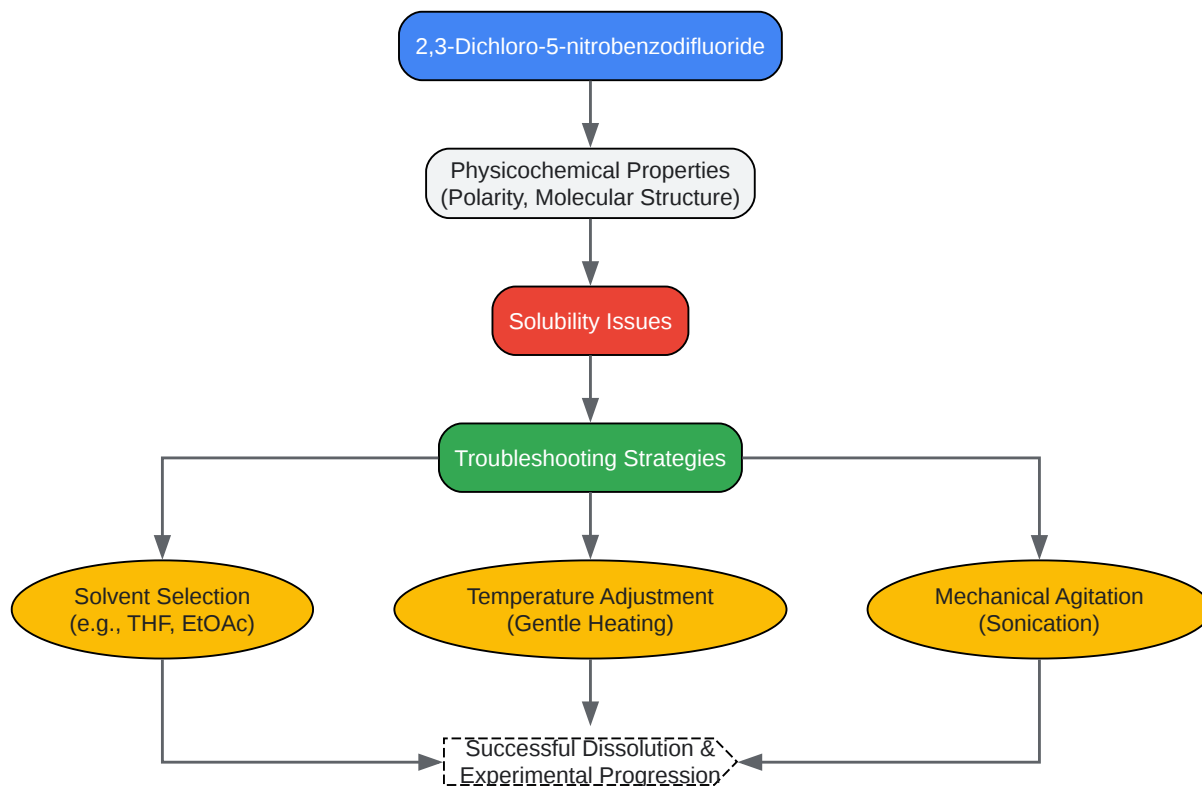 2,3-Dichloro-5-nitrobenzodifluoride
Physicochemical Properties
(Polarity, Molecular Structure)
Solubility Issues
Troubleshooting Strategies
Solvent Selection
(e.g., THF, EtOAc)
Temperature Adjustment
(Gentle Heating)
Mechanical Agitation
(Sonication)
Successful Dissolution &
Experimental Progression